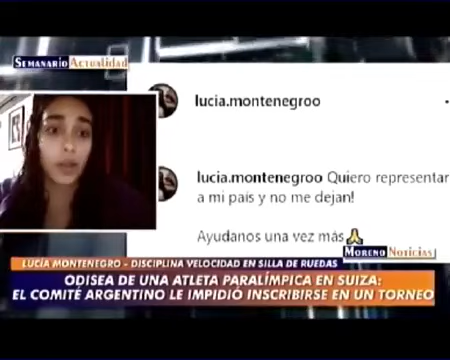 SEMANARIO ACTUALIDAD
lucia.montenegroo
lucia.montenegroo Quiero representar
a mi país y no me dejan!
Ayudanos una vez más🙏
MORENO NOTICIAS
LUCÍA MONTENEGRO - DISCIPLINA VELOCIDAD EN SILLA DE RUEDAS
ODISEA DE UNA ATLETA PARALÍMPICA EN SUIZA:
EL COMITÉ ARGENTINO LE IMPIDIÓ INSCRIBIRSE EN UN TORNEO